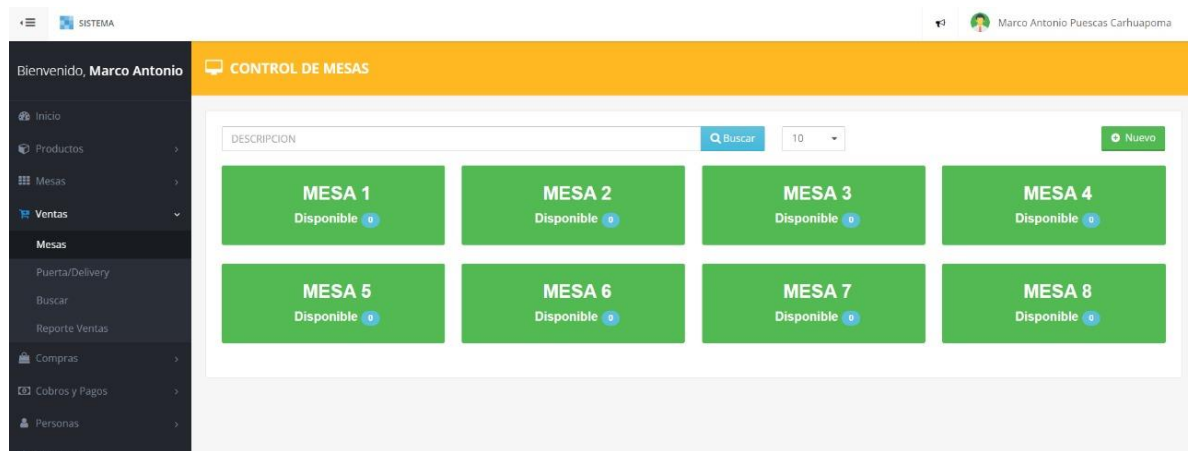 SISTEMA
Marco Antonio Puescas Carhuapoma
Bienvenido, Marco Antonio
CONTROL DE MESAS
Inicio
Productos
Mesas
Ventas
Mesas
Puerta/Delivery
Buscar
Reporte Ventas
Compras
Cobros y Pagos
Personas
DESCRIPCION
Buscar
10
Nuevo
MESA 1
Disponible 0
MESA 2
Disponible 0
MESA 3
Disponible 0
MESA 4
Disponible 0
MESA 5
Disponible 0
MESA 6
Disponible 0
MESA 7
Disponible 0
MESA 8
Disponible 0